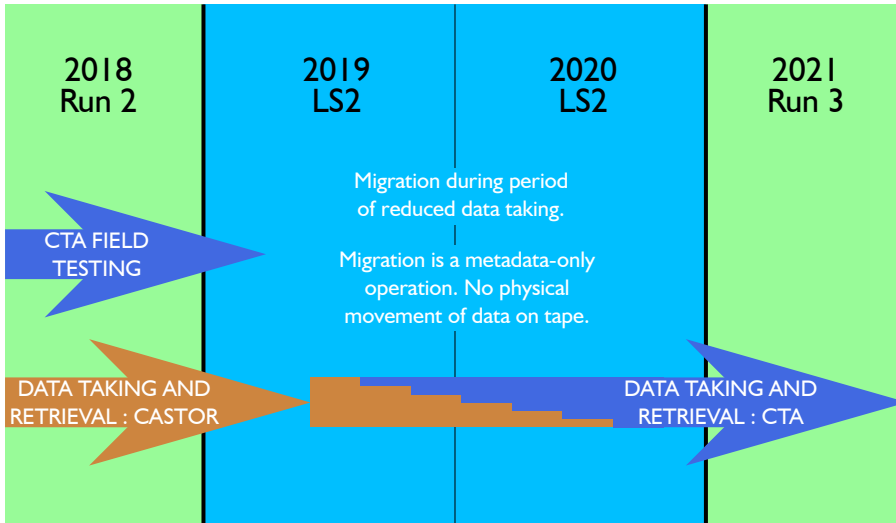 2018
Run 2
2019
LS2
2020
LS2
2021
Run 3
Migration during period
of reduced data taking.
Migration is a metadata-only
operation. No physical
movement of data on tape.
CTA FIELD
TESTING
DATA TAKING AND
RETRIEVAL : CASTOR
DATA TAKING AND
RETRIEVAL : CTA